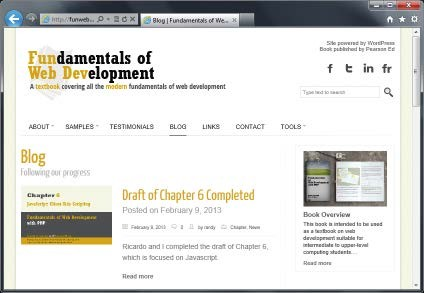 http://funweb...
Blog | Fundamentals of We...
Site powered by WordPress
Book published by Pearson Ed
Fundamentals of
Web Development
A textbook covering all the modern fundamentals of web development
Type text to search
ABOUT SAMPLES TESTIMONIALS BLOG LINKS CONTACT TOOLS
Blog
Following our progress
Chapter 6
JavaScript: Client-Side Scripting
Fundamentals of Web Development
with PHP
Draft of Chapter 6 Completed
Posted on February 9, 2013
February 9, 2013 0 by randy Chapter, News
Ricardo and I completed the draft of Chapter 6,
which is focused on Javascript.
Read more
Book Overview
This book is intended to be used
as a textbook on web
development suitable for
intermediate to upper-level
computing students...
Read more